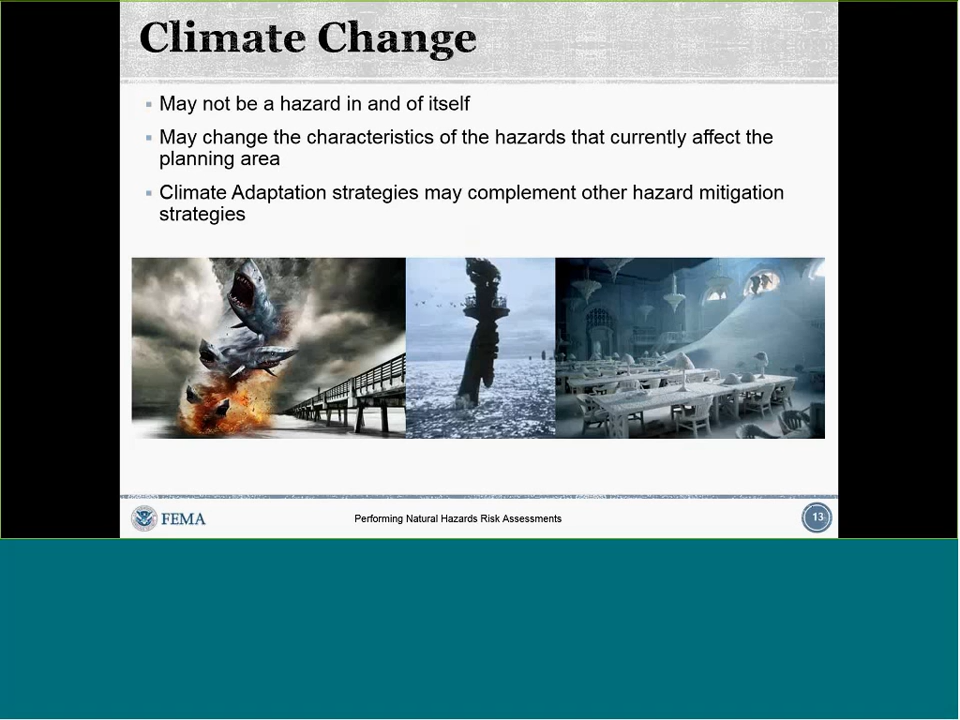 Climate Change
May not be a hazard in and of itself
May change the characteristics of the hazards that currently affect the
planning area
Climate Adaptation strategies may complement other hazard mitigation
strategies
FEMA
Performing Natural Hazards Risk Assessments
13